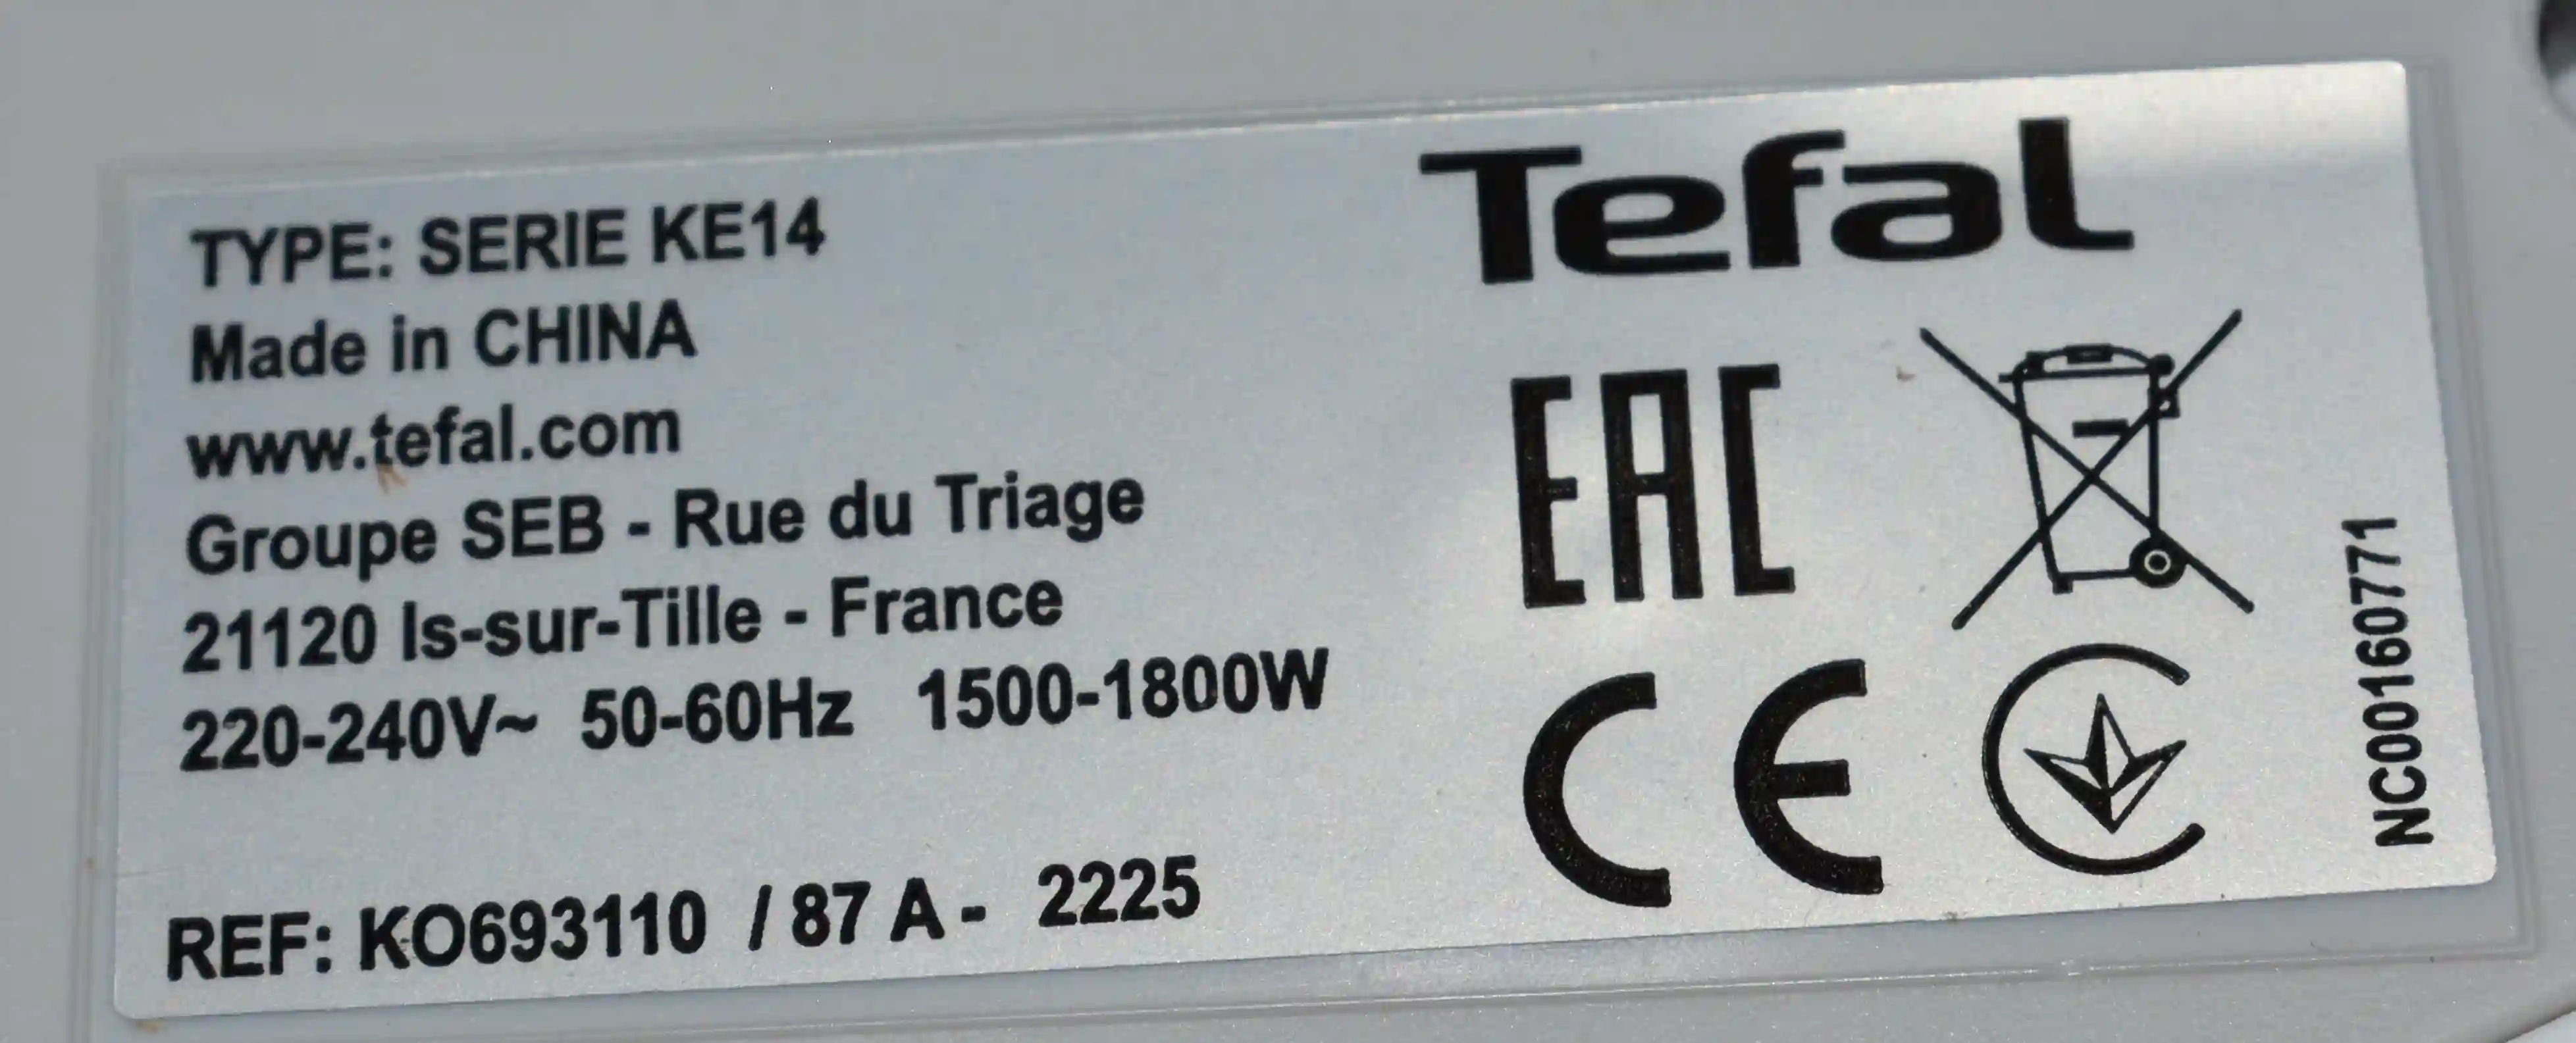 Tefal
TYPE: SERIE KE14
Made in CHINA
www.tefal.com
Groupe SEB - Rue du Triage
21120 Is-sur-Tille - France
220-240V~ 50-60Hz 1500-1800W
REF: KO693110 / 87 A - 2225
EAC
CE
NC00160771